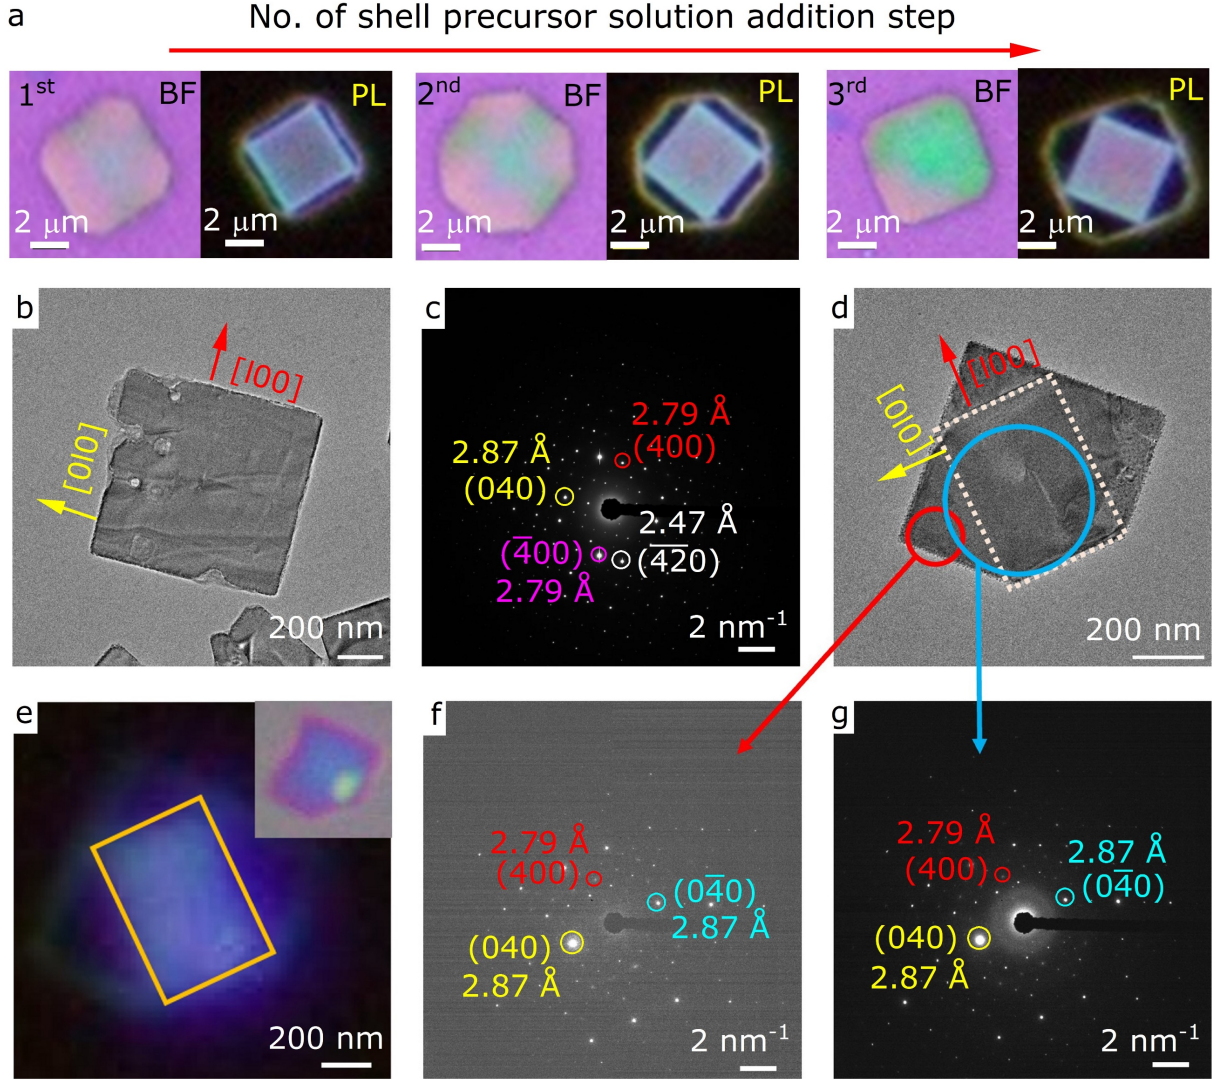 a
No. of shell precursor solution addition step
1st BF
PL
2 μm
2 μm
2nd BF
PL
2 μm
2 μm
3rd BF
PL
2 μm
2 μm
b
[100]
[010]
200 nm
c
2.79 Å
(400)
2.87 Å
(040)
2.47 Å
(4̅2̅0)
(4̅00)
2.79 Å
2 nm-1
d
[100]
[010]
200 nm
e
200 nm
f
2.79 Å
(400)
(04̅0)
2.87 Å
(040)
2.87 Å
2 nm-1
g
2.79 Å
(400)
2.87 Å
(04̅0)
(040)
2.87 Å
2 nm-1